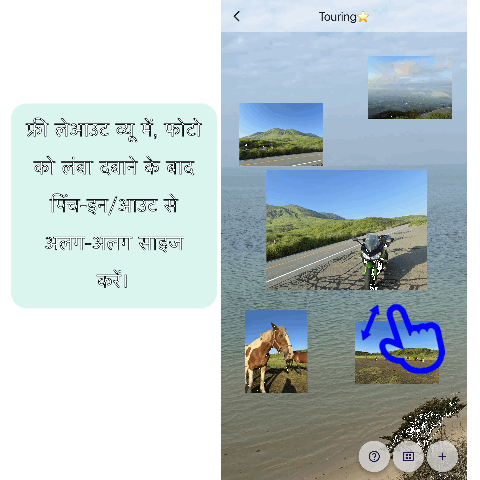 फ्री लेआउट व्यू में, फोटो
को लंबा दबाने के बाद
पिंच-इन/आउट से
अलग-अलग साइज
करें।
Touring⭐